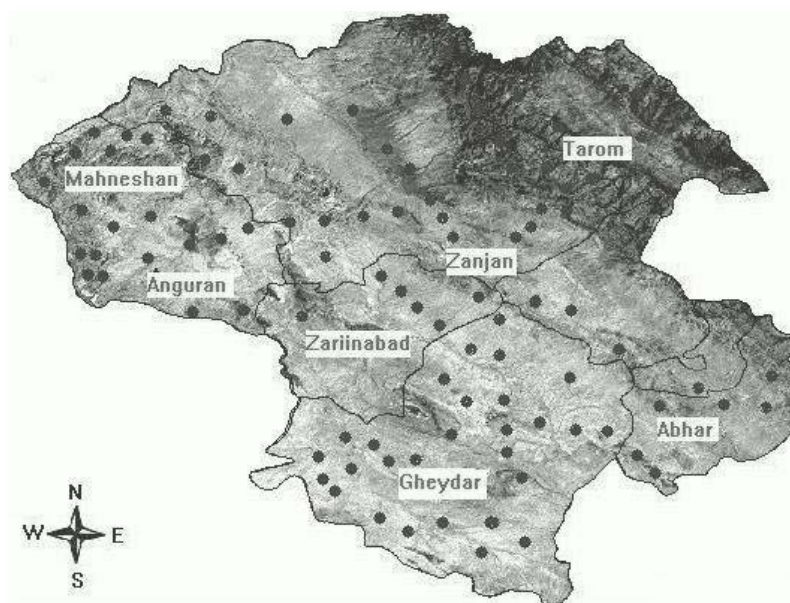 Tarom
Mahneshan
Zanjan
Anguran
Zariinabad
Abhar
Gheydar
N
W E
S